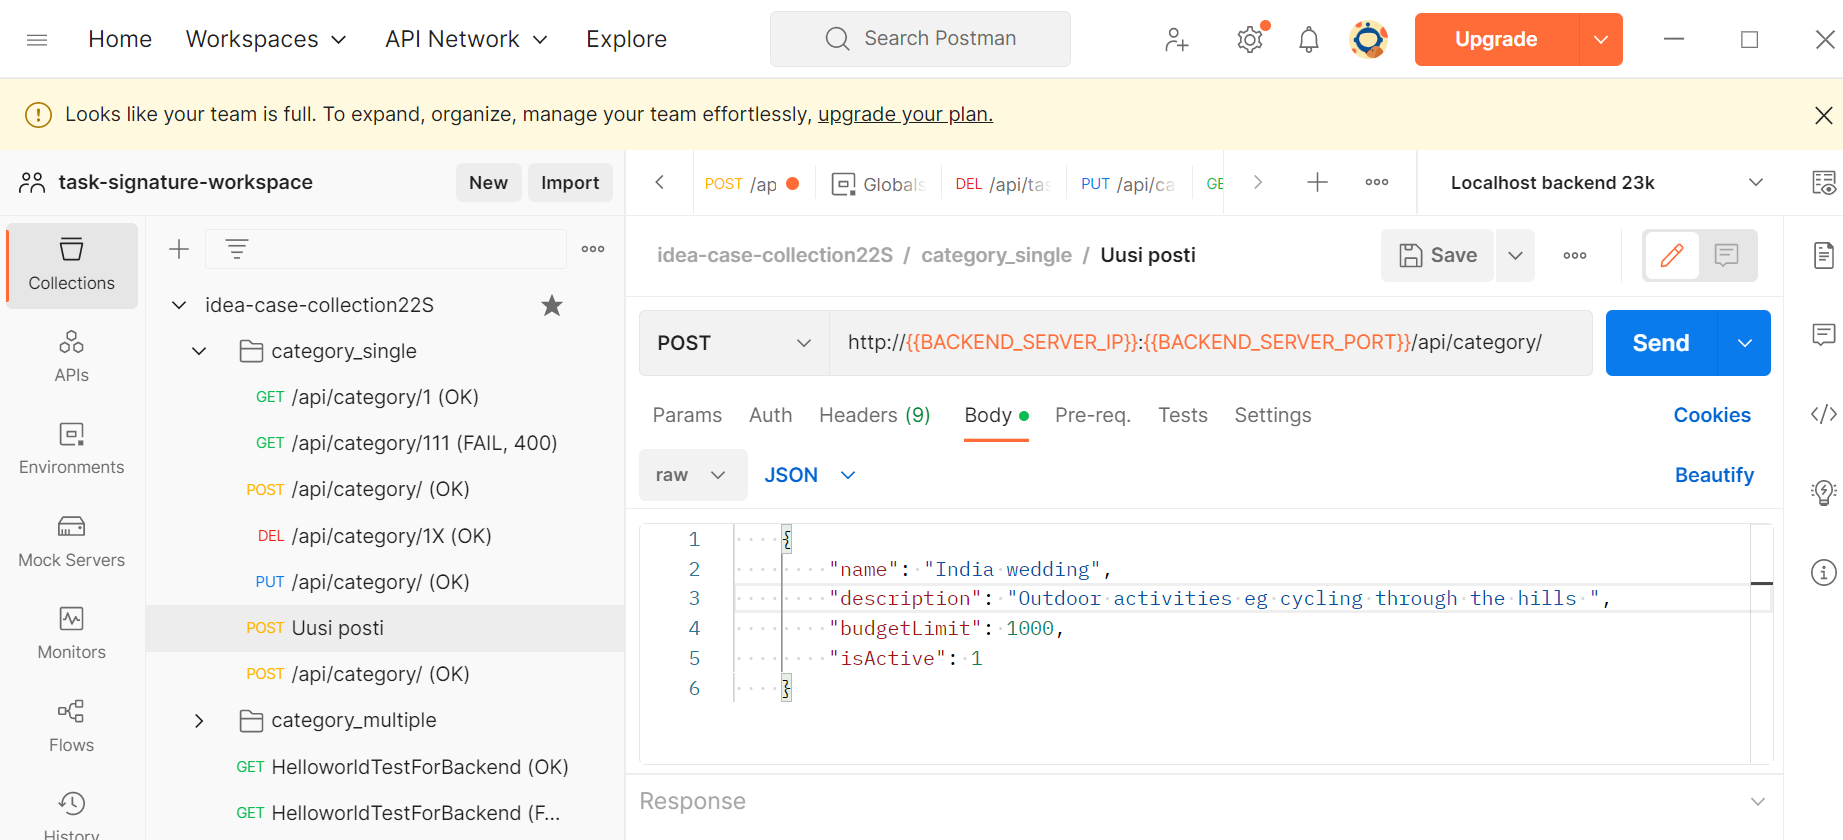 Home Workspaces API Network Explore Search Postman Upgrade
Looks like your team is full. To expand, organize, manage your team effortlessly, upgrade your plan.
task-signature-workspace New Import
POST /ap Globals DEL /api/tas PUT /api/ca GE Localhost backend 23k
Collections
APIs
Environments
Mock Servers
Monitors
Flows
History
idea-case-collection22S
category_single
GET /api/category/1 (OK)
GET /api/category/111 (FAIL, 400)
POST /api/category/ (OK)
DEL /api/category/1X (OK)
PUT /api/category/ (OK)
POST Uusi posti
POST /api/category/ (OK)
category_multiple
GET HelloworldTestForBackend (OK)
GET HelloworldTestForBackend (F...
idea-case-collection22S / category_single / Uusi posti Save
POST http://{{BACKEND_SERVER_IP}}:{{BACKEND_SERVER_PORT}}/api/category/ Send
Params Auth Headers (9) Body Pre-req. Tests Settings Cookies
raw JSON Beautify
1 {
2 "name": "India wedding",
3 "description": "Outdoor activities eg cycling through the hills ",
4 "budgetLimit": 1000,
5 "isActive": 1
6 }
Response